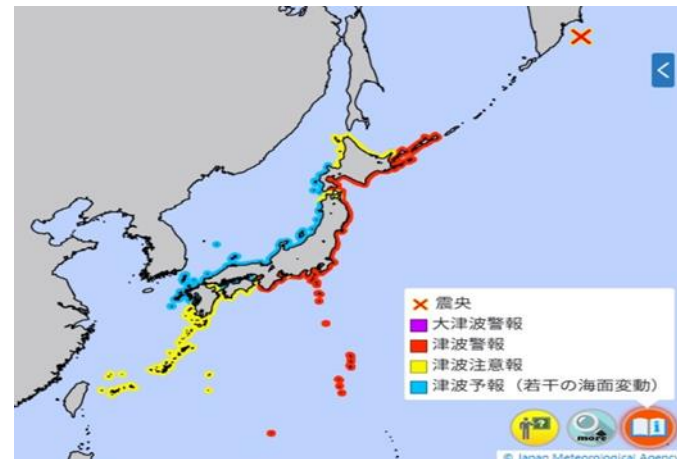 震央
大津波警報
津波警報
津波注意報
津波予報（若干の海面変動）
more
© Japan Meteorological Agency